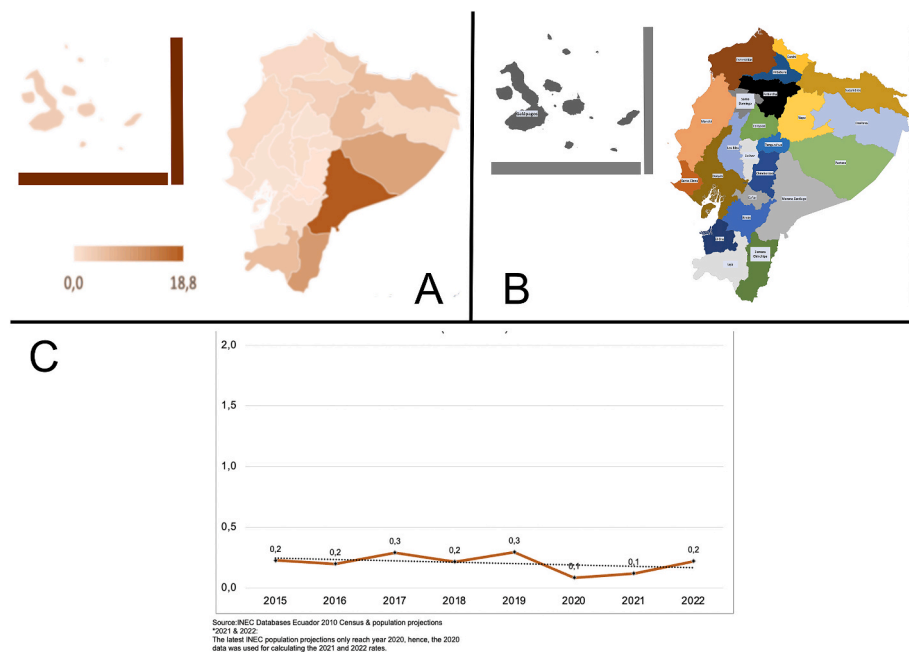 0,0
18,8
A
Galápagos
Esmeraldas
Carchi
Imbabura
Sucumbíos
Pichincha
Santo
Domingo
Manabí
Napo
Orellana
Cotopaxi
Tungurahua
Los Ríos
Bolívar
Pastaza
Guayas
Chimborazo
Santa Elena
Cañar
Morona Santiago
Azuay
El Oro
Loja
Zamora
Chinchipe
B
C
2,0
1,5
1,0
0,5
0,0
0,2
0,2
0,3
0,2
0,3
0,1
0,1
0,2
2015
2016
2017
2018
2019
2020
2021
2022
Source:INEC Databases Ecuador 2010 Census & population projections
*2021 & 2022:
The latest INEC population projections only reach year 2020, hence, the 2020
data was used for calculating the 2021 and 2022 rates.